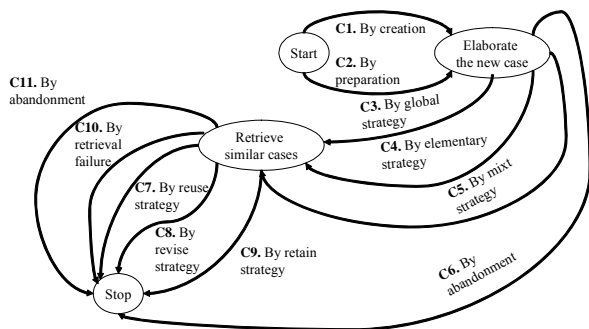 C1. By creation
Start
C2. By
preparation
Elaborate
the new case
C11. By
abandonment
C3. By global
strategy
C10. By
retrieval
failure
Retrieve
similar cases
C4. By elementary
strategy
C7. By reuse
strategy
C5. By mixt
strategy
C8. By
revise
strategy
C9. By retain
strategy
C6. By
abandonment
Stop